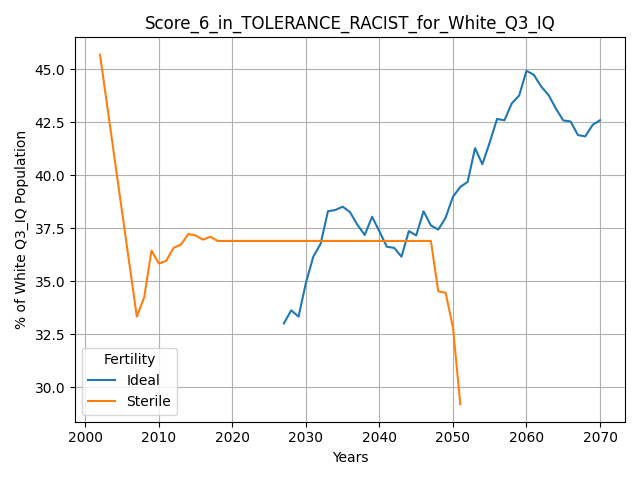 Score_6_in_TOLERANCE_RACIST_for_White_Q3_IQ
% of White Q3_IQ Population
45.0
42.5
40.0
37.5
35.0
32.5
30.0
Fertility
Ideal
Sterile
2000 2010 2020 2030 2040 2050 2060 2070
Years